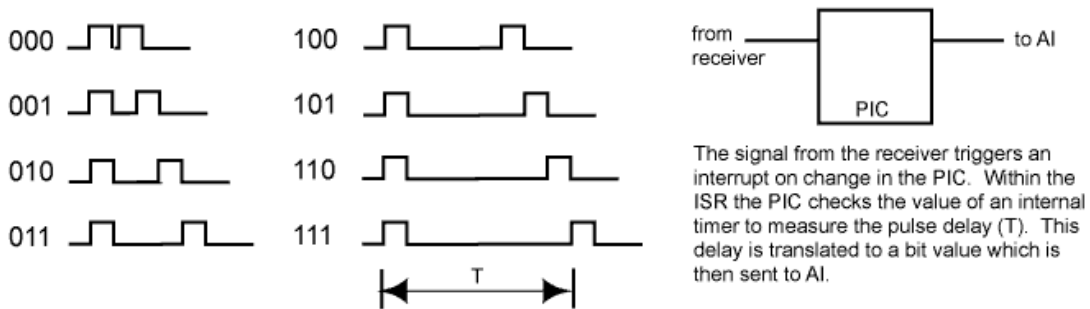 000
001
010
011
100
101
110
111
T
from
receiver
to AI
PIC
The signal from the receiver triggers an
interrupt on change in the PIC. Within the
ISR the PIC checks the value of an internal
timer to measure the pulse delay (T). This
delay is translated to a bit value which is
then sent to AI.